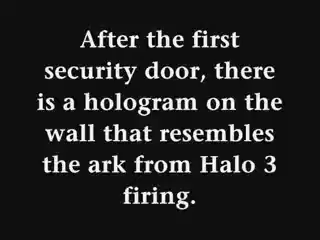 After the first
security door, there
is a hologram on the
wall that resembles
the ark from Halo 3
firing.